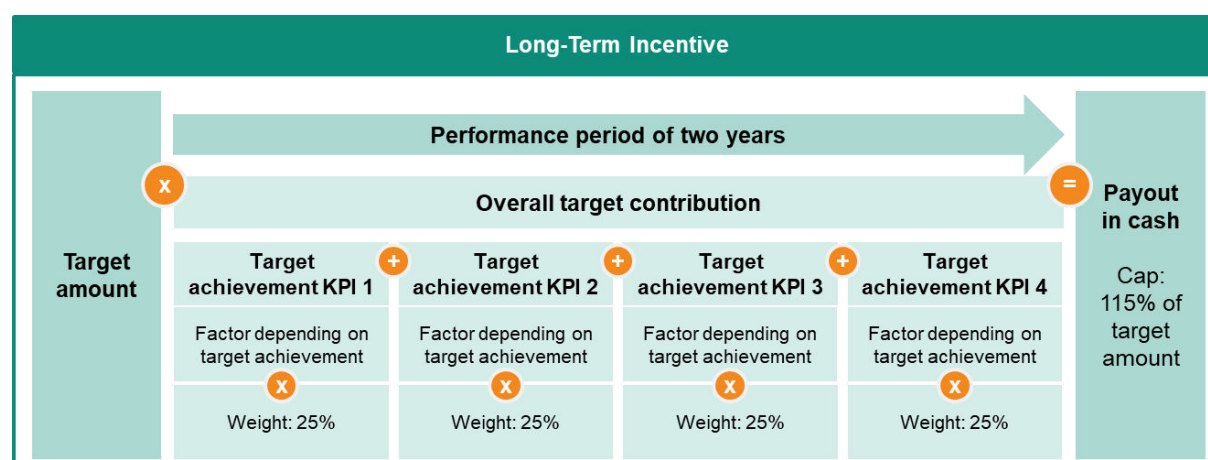 Long-Term Incentive
Performance period of two years
x
=
Overall target contribution
Target
amount
Target
achievement KPI 1
+
Target
achievement KPI 2
+
Target
achievement KPI 3
+
Target
achievement KPI 4
Factor depending on
target achievement
Factor depending on
target achievement
Factor depending on
target achievement
Factor depending on
target achievement
x
x
x
x
Weight: 25%
Weight: 25%
Weight: 25%
Weight: 25%
Payout
in cash
Cap:
115% of
target
amount